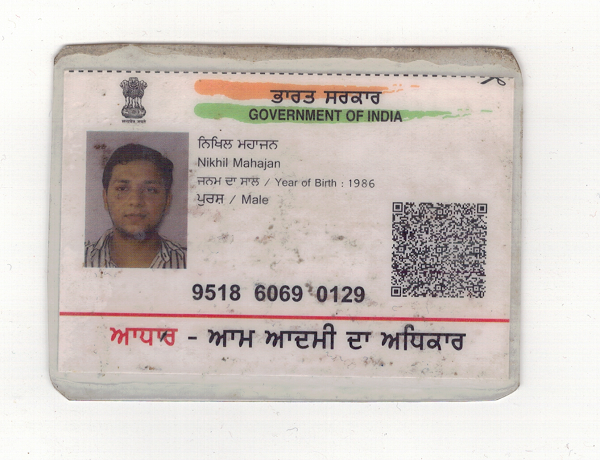 ਭਾਰਤ ਸਰਕਾਰ
GOVERNMENT OF INDIA
ਨਿਖਿਲ ਮਹਾਜਨ
Nikhil Mahajan
ਜਨਮ ਦਾ ਸਾਲ / Year of Birth : 1986
ਪੁਰਸ਼ / Male
9518 6069 0129
ਆਧਾਰ - ਆਮ ਆਦਮੀ ਦਾ ਅਧਿਕਾਰ